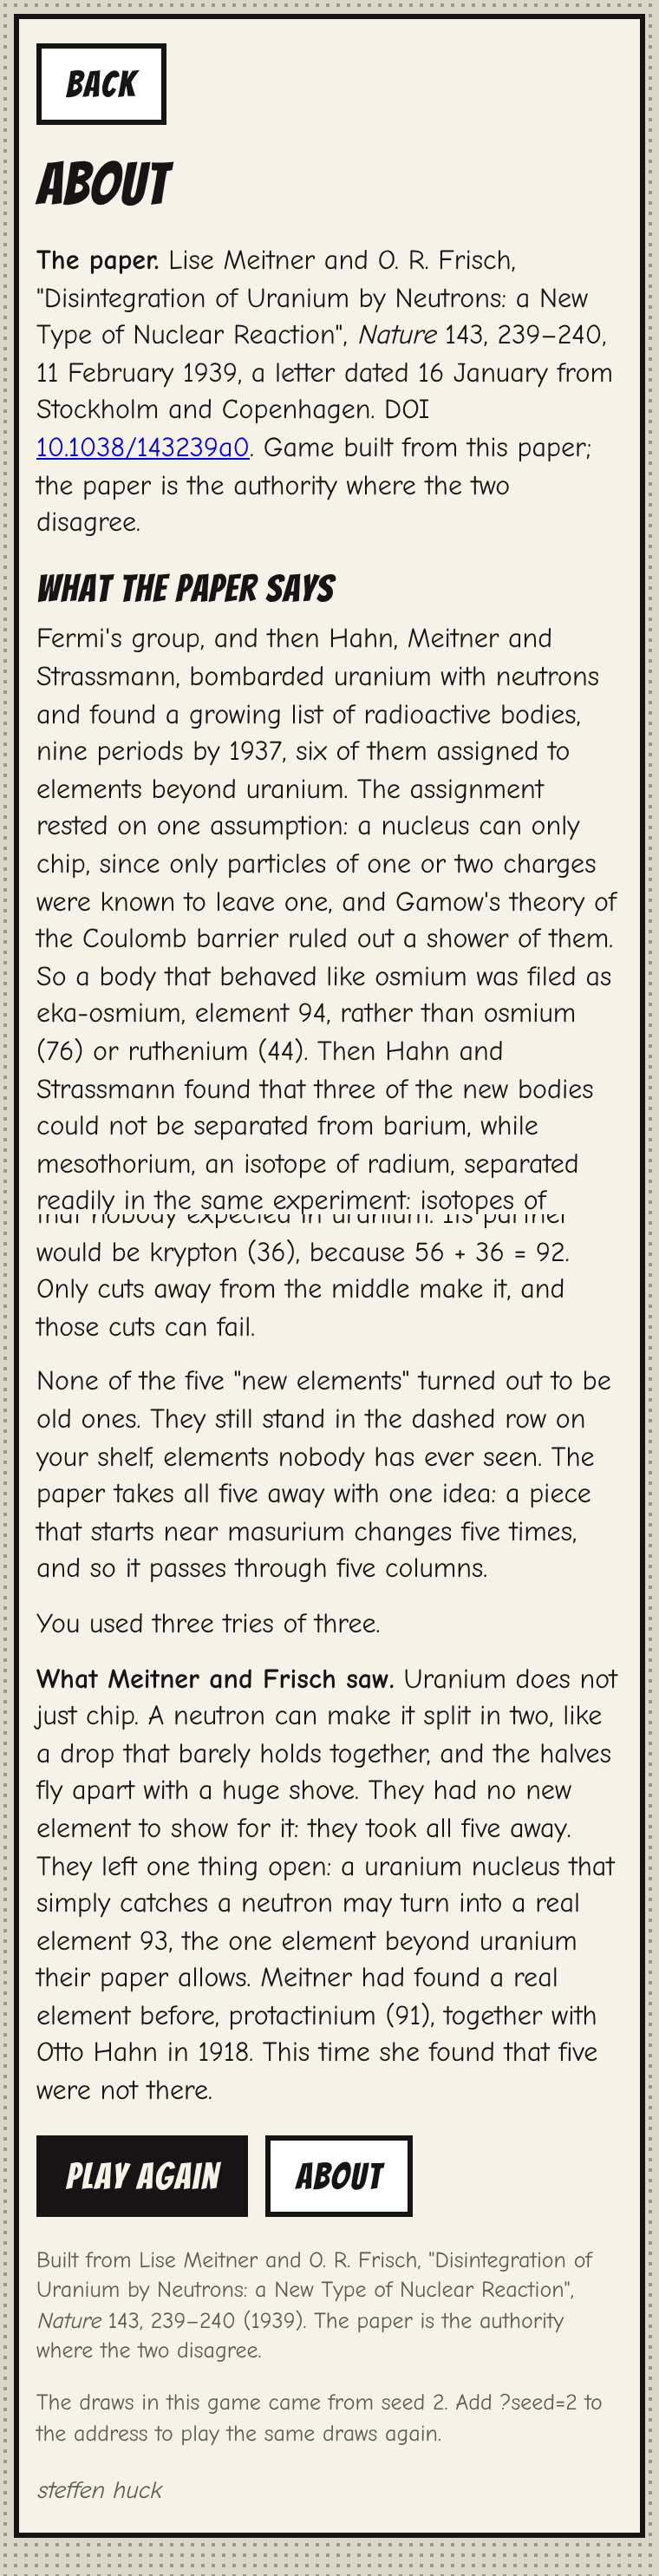 BACK
ABOUT
The paper. Lise Meitner and O. R. Frisch,
"Disintegration of Uranium by Neutrons: a New
Type of Nuclear Reaction", Nature 143, 239–240,
11 February 1939, a letter dated 16 January from
Stockholm and Copenhagen. DOI
10.1038/143239a0. Game built from this paper;
the paper is the authority where the two
disagree.
WHAT THE PAPER SAYS
Fermi's group, and then Hahn, Meitner and
Strassmann, bombarded uranium with neutrons
and found a growing list of radioactive bodies,
nine periods by 1937, six of them assigned to
elements beyond uranium. The assignment
rested on one assumption: a nucleus can only
chip, since only particles of one or two charges
were known to leave one, and Gamow's theory of
the Coulomb barrier ruled out a shower of them.
So a body that behaved like osmium was filed as
eka-osmium, element 94, rather than osmium
(76) or ruthenium (44). Then Hahn and
Strassmann found that three of the new bodies
could not be separated from barium, while
mesothorium, an isotope of radium, separated
readily in the same experiment: isotopes of
that nobody expected in uranium. Its partner
would be krypton (36), because 56 + 36 = 92.
Only cuts away from the middle make it, and
those cuts can fail.
None of the five "new elements" turned out to be
old ones. They still stand in the dashed row on
your shelf, elements nobody has ever seen. The
paper takes all five away with one idea: a piece
that starts near masurium changes five times,
and so it passes through five columns.
You used three tries of three.
What Meitner and Frisch saw. Uranium does not
just chip. A neutron can make it split in two, like
a drop that barely holds together, and the halves
fly apart with a huge shove. They had no new
element to show for it: they took all five away.
They left one thing open: a uranium nucleus that
simply catches a neutron may turn into a real
element 93, the one element beyond uranium
their paper allows. Meitner had found a real
element before, protactinium (91), together with
Otto Hahn in 1918. This time she found that five
were not there.
PLAY AGAIN ABOUT
Built from Lise Meitner and O. R. Frisch, "Disintegration of
Uranium by Neutrons: a New Type of Nuclear Reaction",
Nature 143, 239–240 (1939). The paper is the authority
where the two disagree.
The draws in this game came from seed 2. Add ?seed=2 to
the address to play the same draws again.
steffen huck